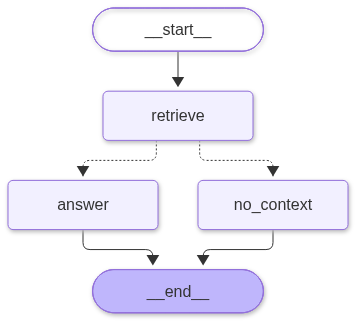 __start__
retrieve
answer
no_context
__end__